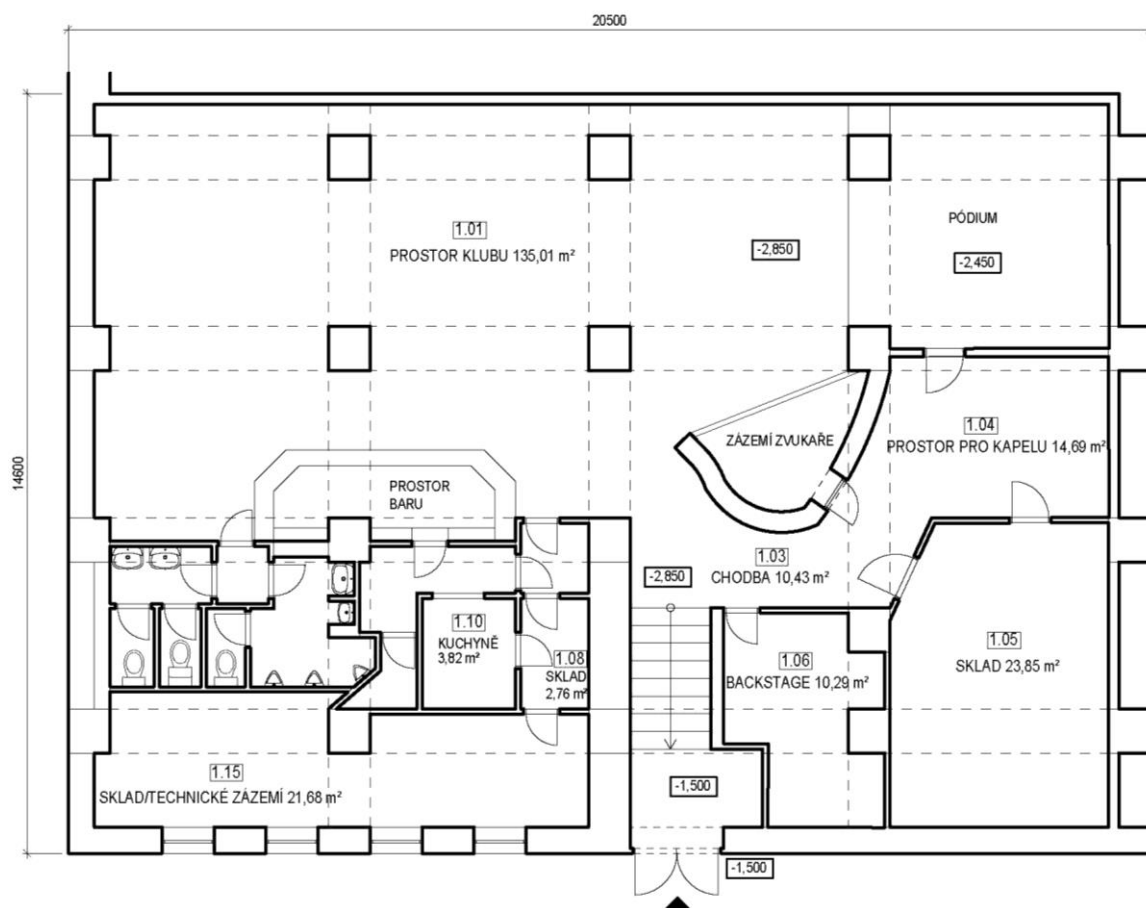 20500
14600
1.01
PROSTOR KLUBU 135,01 m²
-2,850
PÓDIUM
-2,450
ZÁZEMÍ ZVUKAŘE
1.04
PROSTOR PRO KAPELU 14,69 m²
PROSTOR
BARU
1.03
CHODBA 10,43 m²
-2,850
1.10
KUCHYNĚ
3,82 m²
1.08
SKLAD
2,76 m²
1.06
BACKSTAGE 10,29 m²
1.05
SKLAD 23,85 m²
1.15
SKLAD/TECHNICKÉ ZÁZEMÍ 21,68 m²
-1,500
-1,500